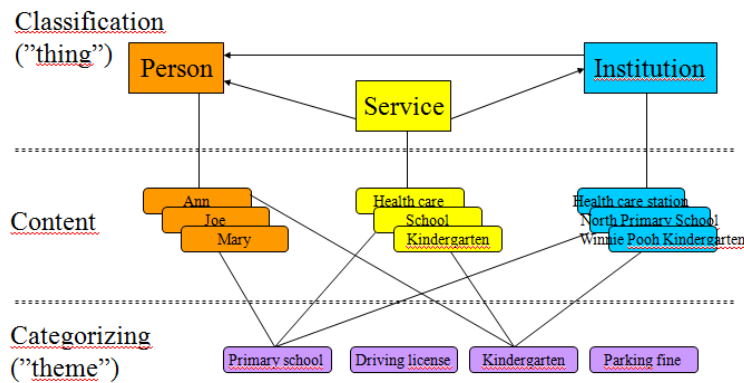 Classification
(”thing”)
Person
Institution
Service
Content
Ann
Joe
Mary
Health care
School
Kindergarten
Health care station
North Primary School
Winnie Pooh Kindergarten
Categorizing
(”theme”)
Primary school
Driving license
Kindergarten
Parking fine